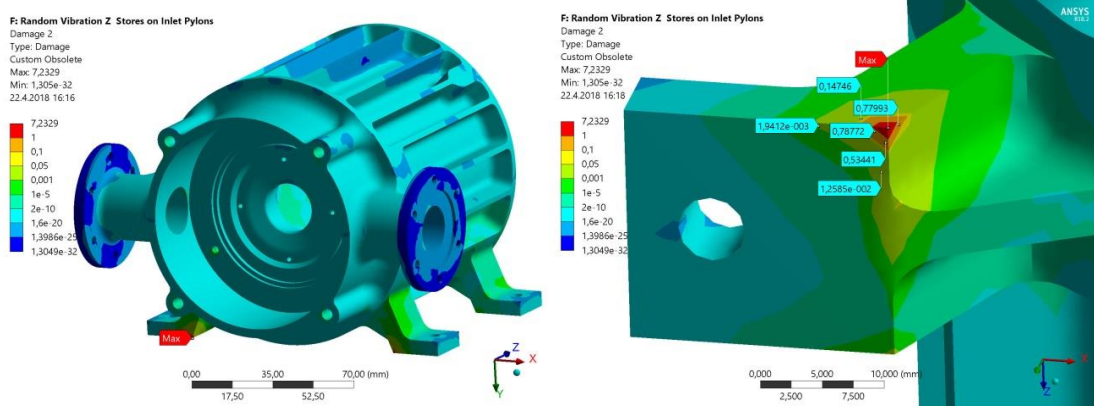 F: Random Vibration Z Stores on Inlet Pylons
Damage 2
Type: Damage
Custom Obsolete
Max: 7,2329
Min: 1,305e-32
22.4.2018 16:16
7,2329
1
0,1
0,05
0,001
1e-5
2e-10
1,6e-20
1,3986e-25
1,3049e-32
Max
0,00
35,00
70,00 (mm)
17,50
52,50
Z
X
Y
F: Random Vibration Z Stores on Inlet Pylons
Damage 2
Type: Damage
Custom Obsolete
Max: 7,2329
Min: 1,305e-32
22.4.2018 16:18
7,2329
1
0,1
0,05
0,001
1e-5
2e-10
1,6e-20
1,3986e-25
1,3049e-32
ANSYS
R18.2
Max
0,14746
0,77993
1,9412e-003
0,78772
0,53441
1,2585e-002
0,000
5,000
10,000 (mm)
2,500
7,500
X
Z